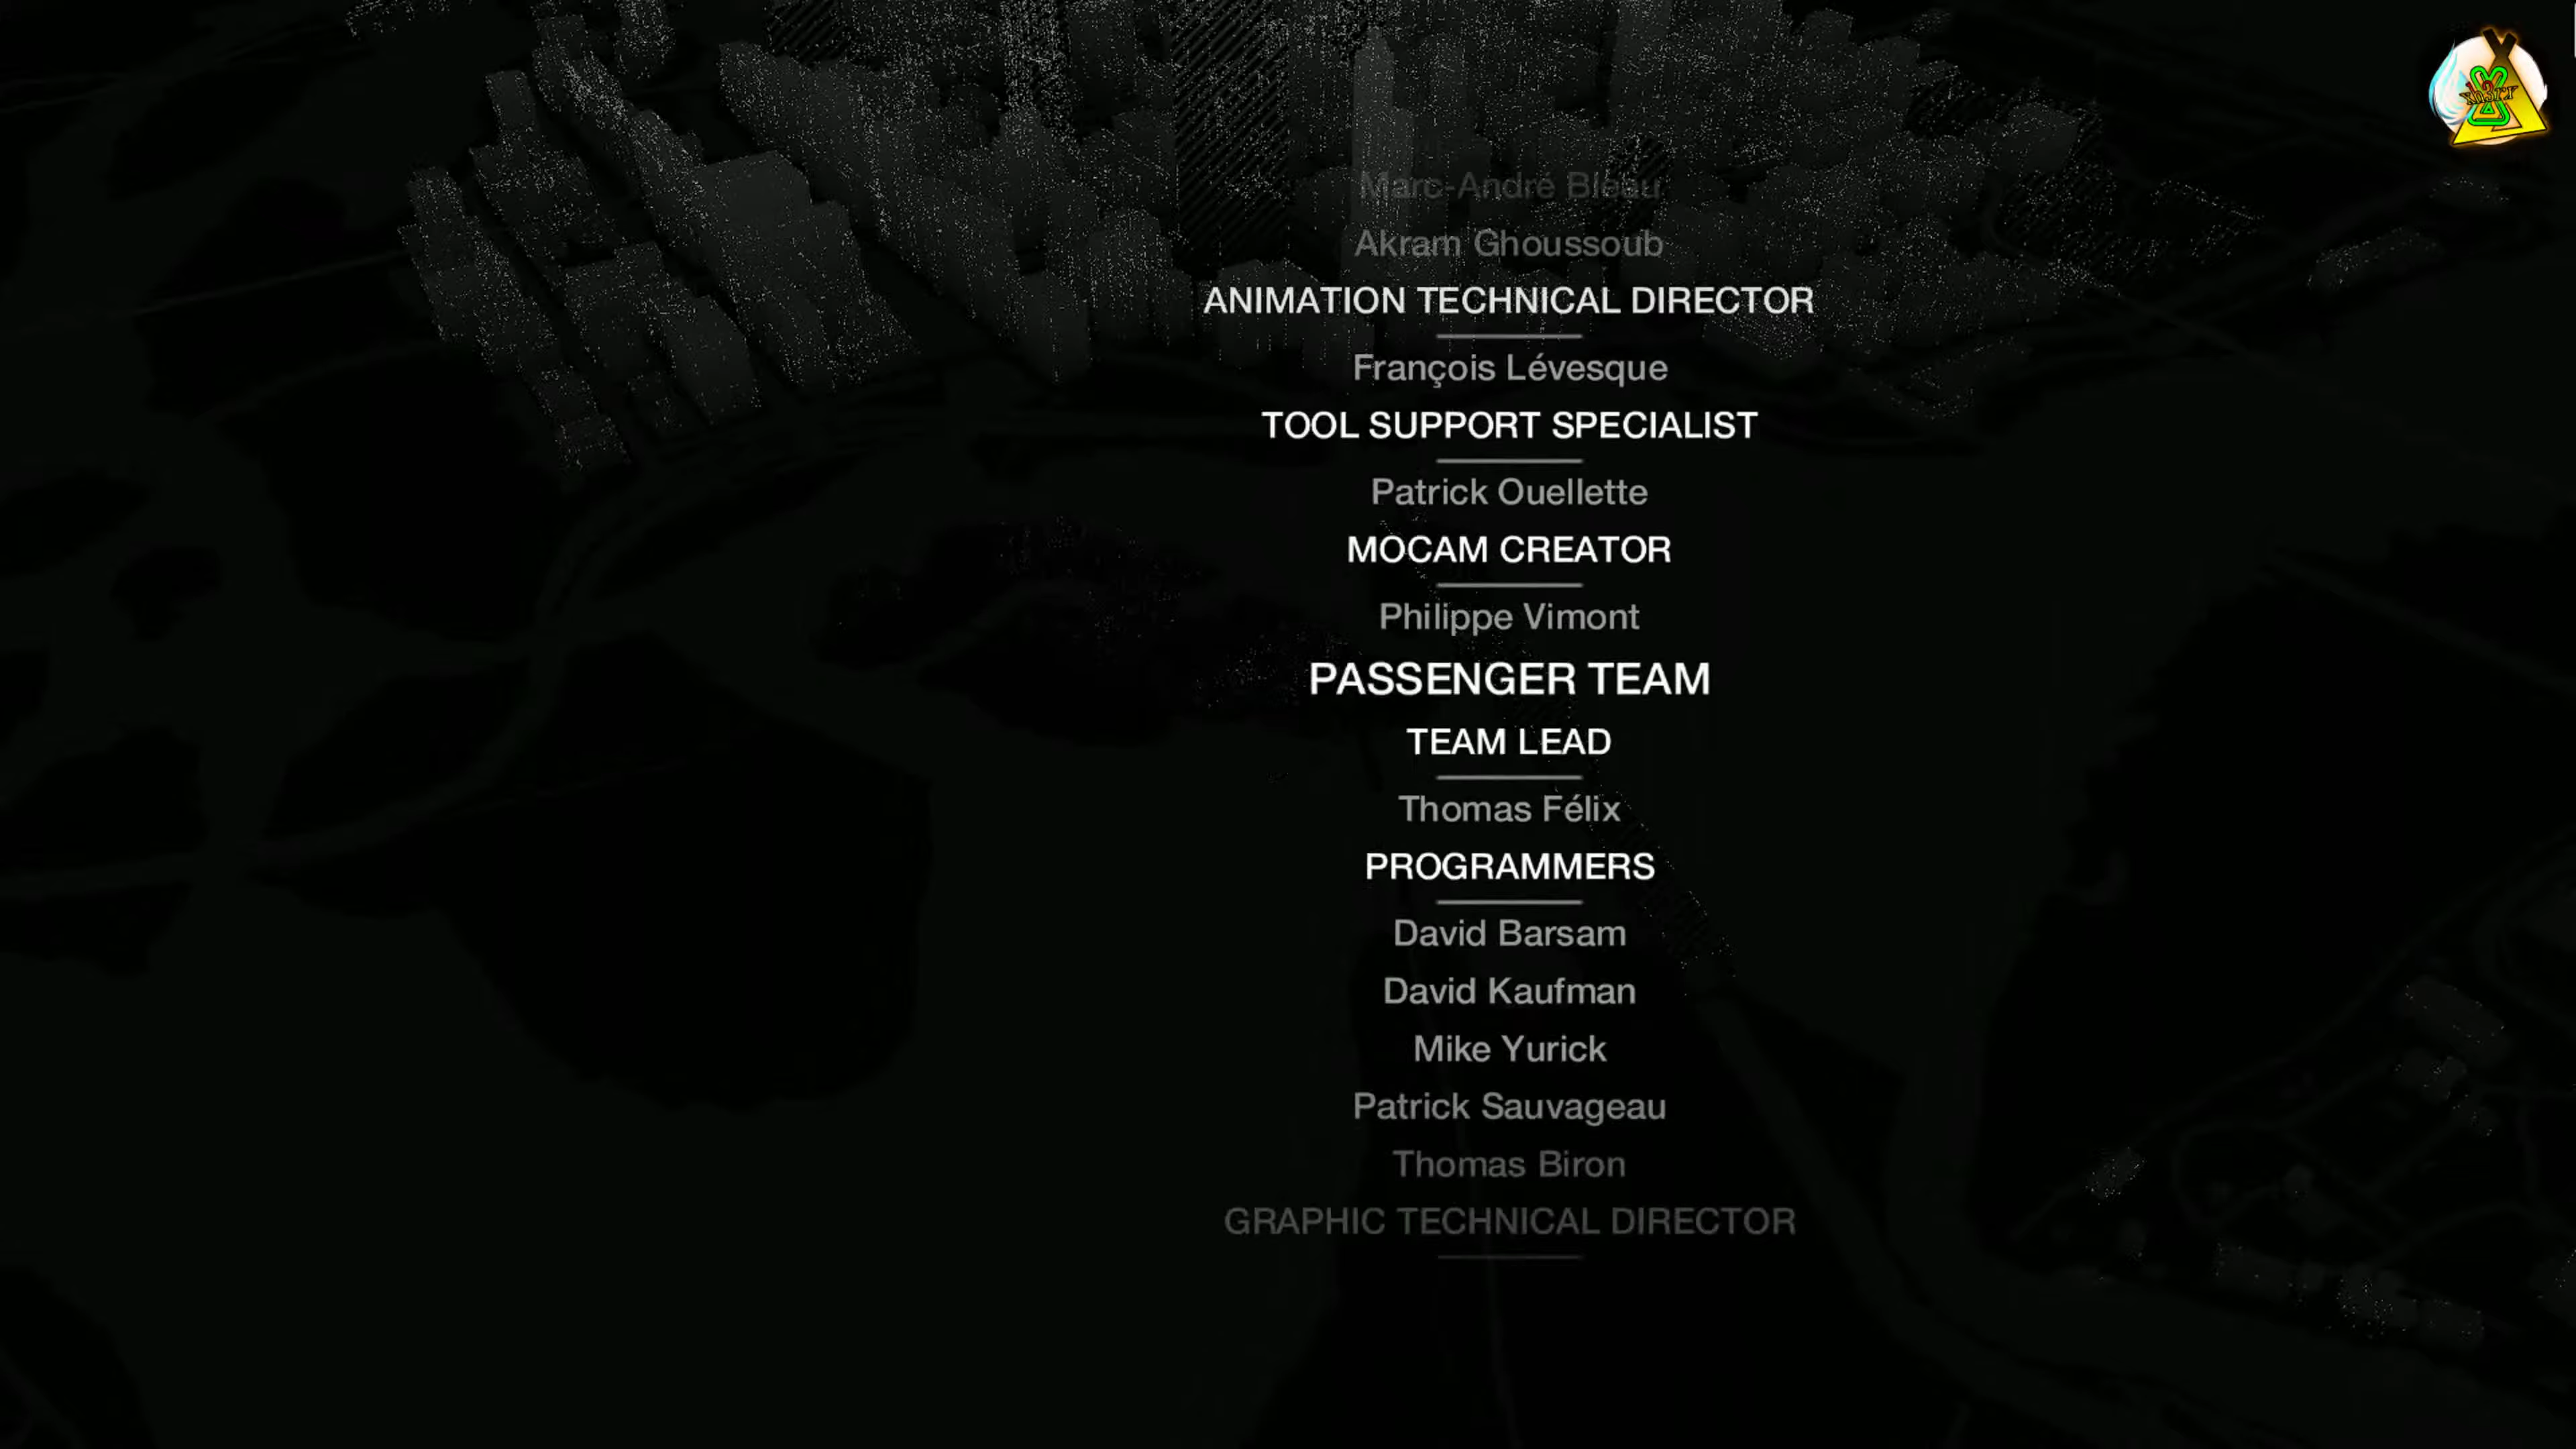 Marc-André Bleau
Akram Ghoussoub
ANIMATION TECHNICAL DIRECTOR
François Lévesque
TOOL SUPPORT SPECIALIST
Patrick Ouellette
MOCAM CREATOR
Philippe Vimont
PASSENGER TEAM
TEAM LEAD
Thomas Félix
PROGRAMMERS
David Barsam
David Kaufman
Mike Yurick
Patrick Sauvageau
Thomas Biron
GRAPHIC TECHNICAL DIRECTOR